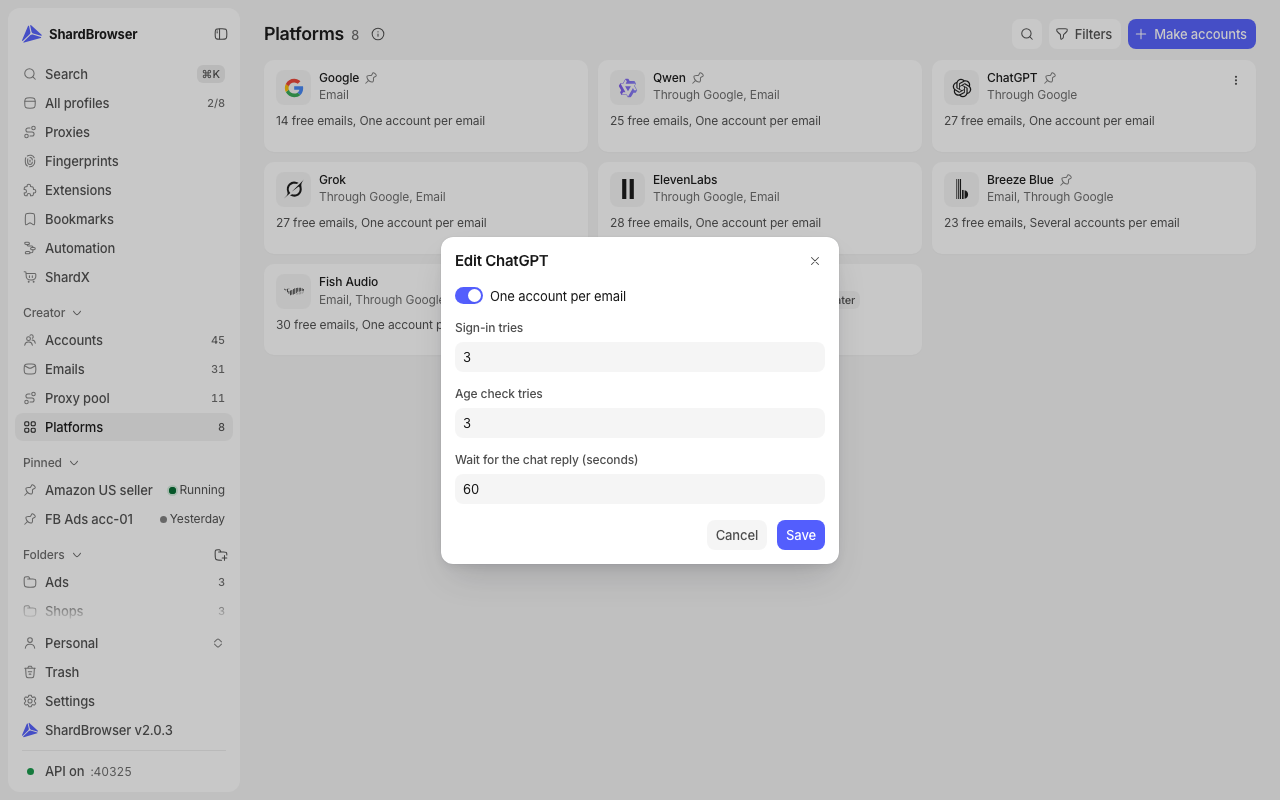 ShardBrowser
Search ⌘K
All profiles 2/8
Proxies
Fingerprints
Extensions
Bookmarks
Automation
ShardX
Creator
Accounts 45
Emails 31
Proxy pool 11
Platforms 8
Pinned
Amazon US seller Running
FB Ads acc-01 Yesterday
Folders
Ads 3
Shops 3
Personal
Trash
Settings
ShardBrowser v2.0.3
API on :40325
Platforms 8
Filters
Make accounts
Google
Email
14 free emails, One account per email
Qwen
Through Google, Email
25 free emails, One account per email
ChatGPT
Through Google
27 free emails, One account per email
Grok
Through Google, Email
27 free emails, One account per email
ElevenLabs
Through Google, Email
28 free emails, One account per email
Breeze Blue
Email, Through Google
23 free emails, Several accounts per email
Fish Audio
Email, Through Google
30 free emails, One account
Edit ChatGPT
One account per email
Sign-in tries
3
Age check tries
3
Wait for the chat reply (seconds)
60
Cancel
Save